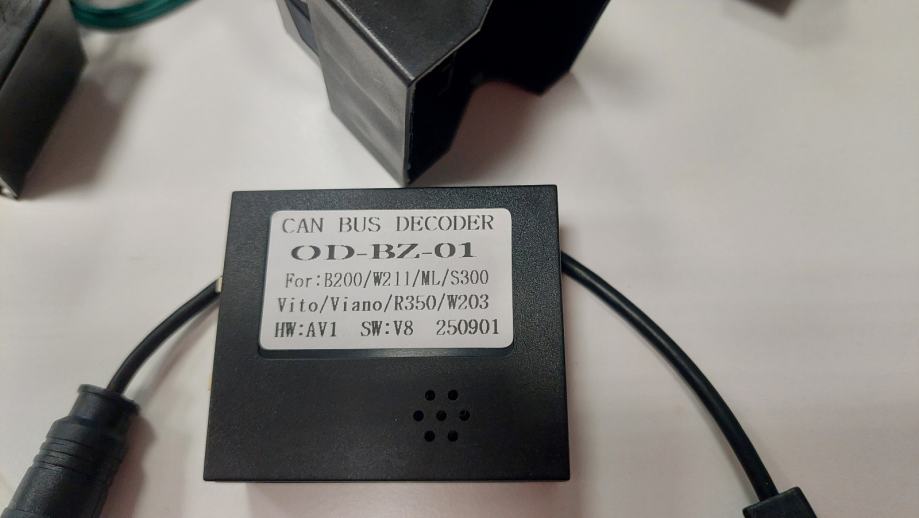 CAN BUS DECODER
OD-BZ-01
For:B200/W211/ML/S300
Vito/Viano/R350/W203
HW:AV1 SW:V8 250901